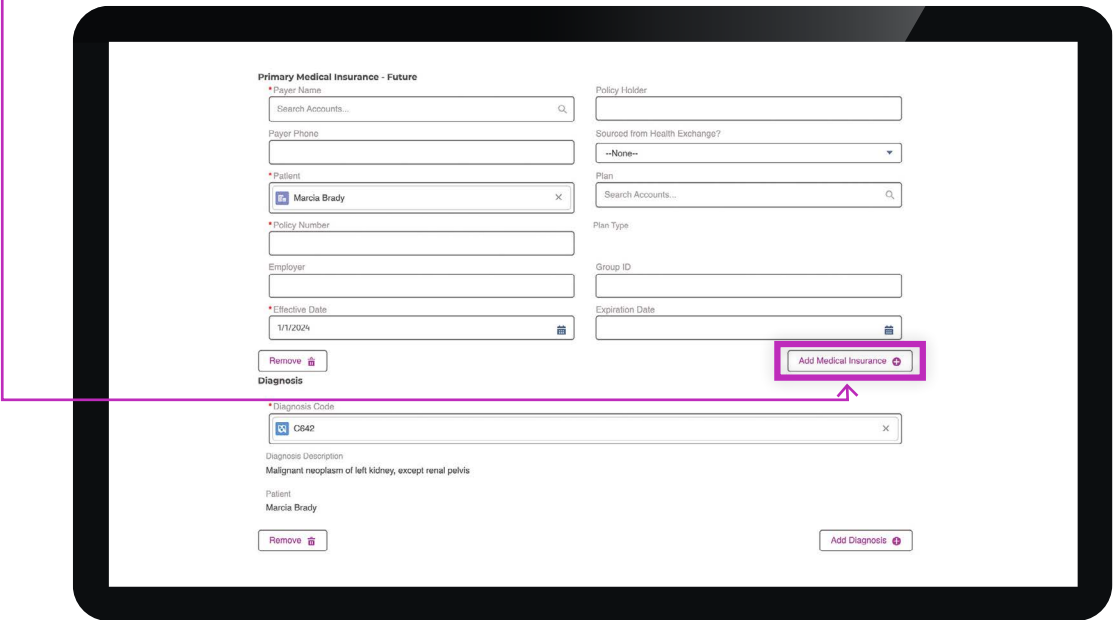 Primary Medical Insurance - Future
*Payer Name
Search Accounts...
Policy Holder
Payor Phone
Sourced from Health Exchange?
--None--
*Patient
Marcia Brady
Plan
Search Accounts...
*Policy Number
Plan Type
Employer
Group ID
*Effective Date
1/1/2024
Expiration Date
Remove
Add Medical Insurance
Diagnosis
*Diagnosis Code
C642
Diagnosis Description
Malignant neoplasm of left kidney, except renal pelvis
Patient
Marcia Brady
Remove
Add Diagnosis